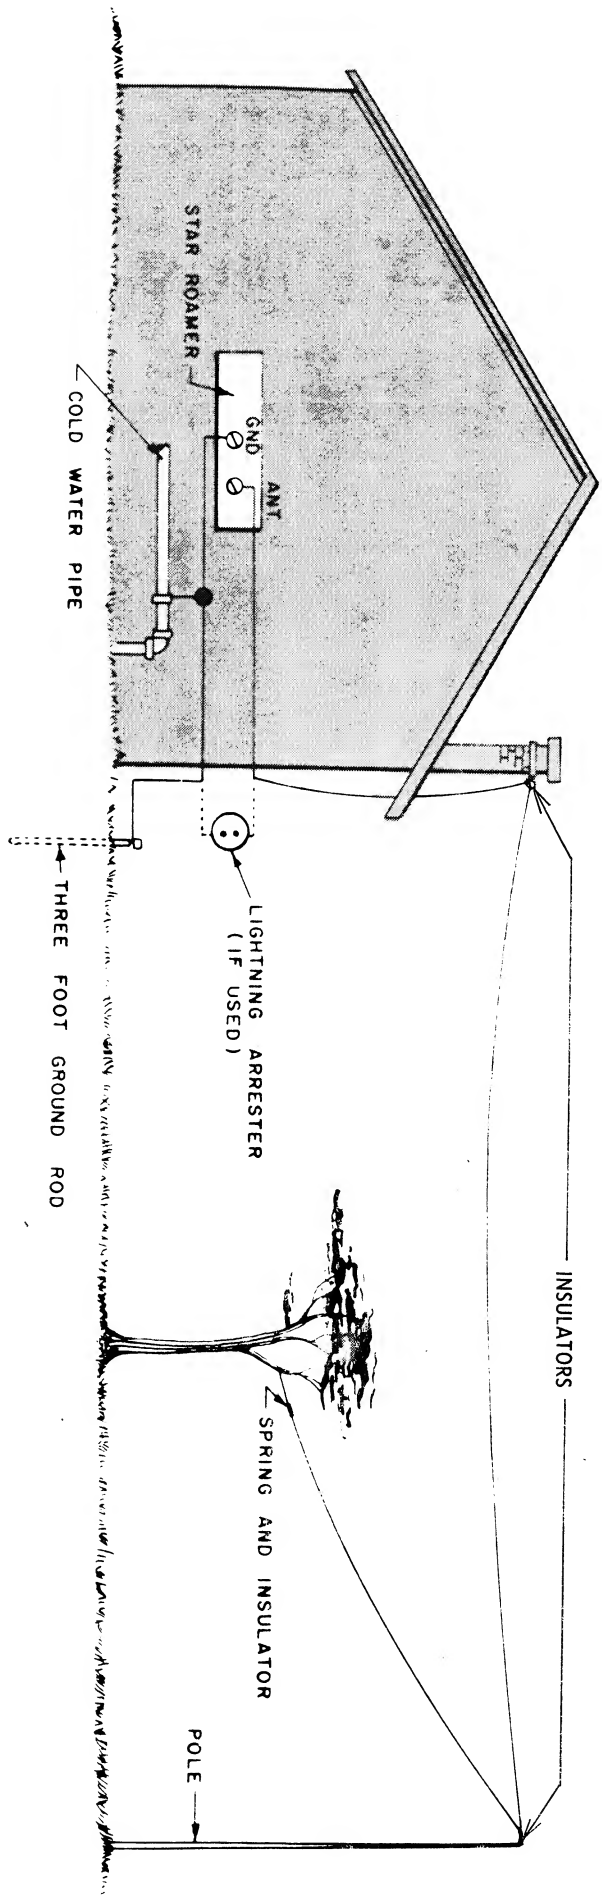 INSULATORS
STAR ROAMER
GND
ANT
COLD WATER PIPE
LIGHTNING ARRESTER
(IF USED)
THREE FOOT GROUND ROD
SPRING AND INSULATOR
POLE